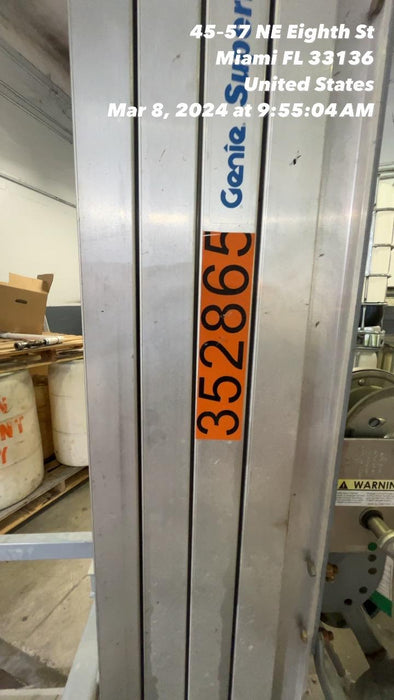 45-57 NE Eighth St
Miami FL 33136
United States
Mar 8, 2024 at 9:55:04 AM
Genie Super
352865
WARNIN